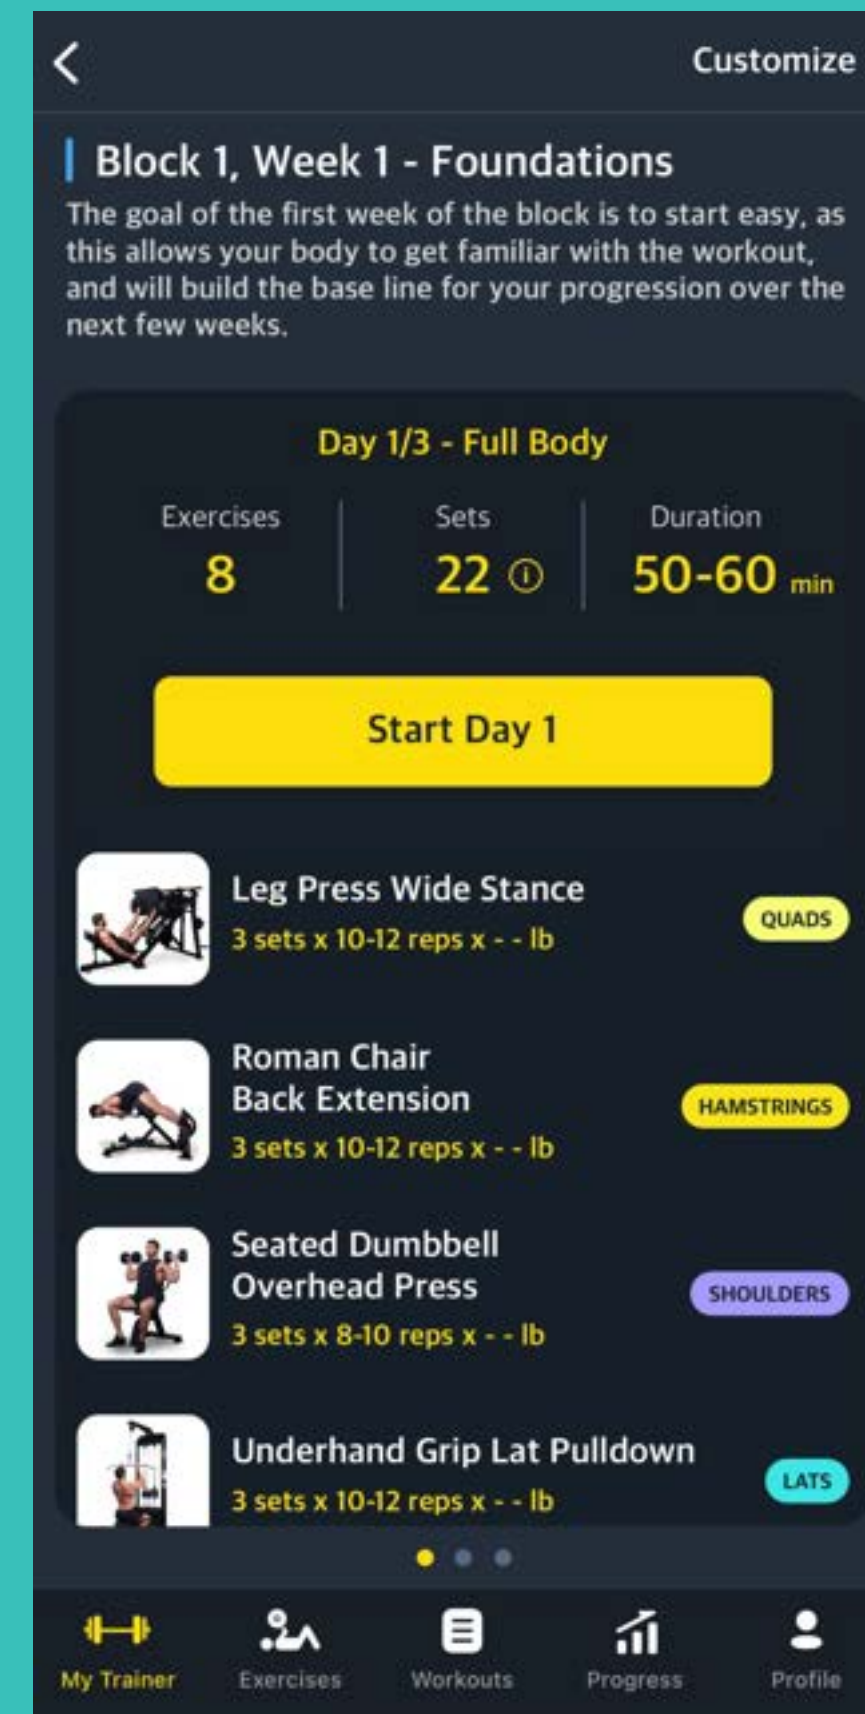 Customize
Block 1, Week 1 - Foundations
The goal of the first week of the block is to start easy, as
this allows your body to get familiar with the workout,
and will build the base line for your progression over the
next few weeks.
Day 1/3 - Full Body
Exercises Sets Duration
8 22 50-60 min
Start Day 1
Leg Press Wide Stance
3 sets x 10-12 reps x - - lb
QUADS
Roman Chair
Back Extension
3 sets x 10-12 reps x - - lb
HAMSTRINGS
Seated Dumbbell
Overhead Press
3 sets x 8-10 reps x - - lb
SHOULDERS
Underhand Grip Lat Pulldown
3 sets x 10-12 reps x - - lb
LATS
My Trainer Exercises Workouts Progress Profile